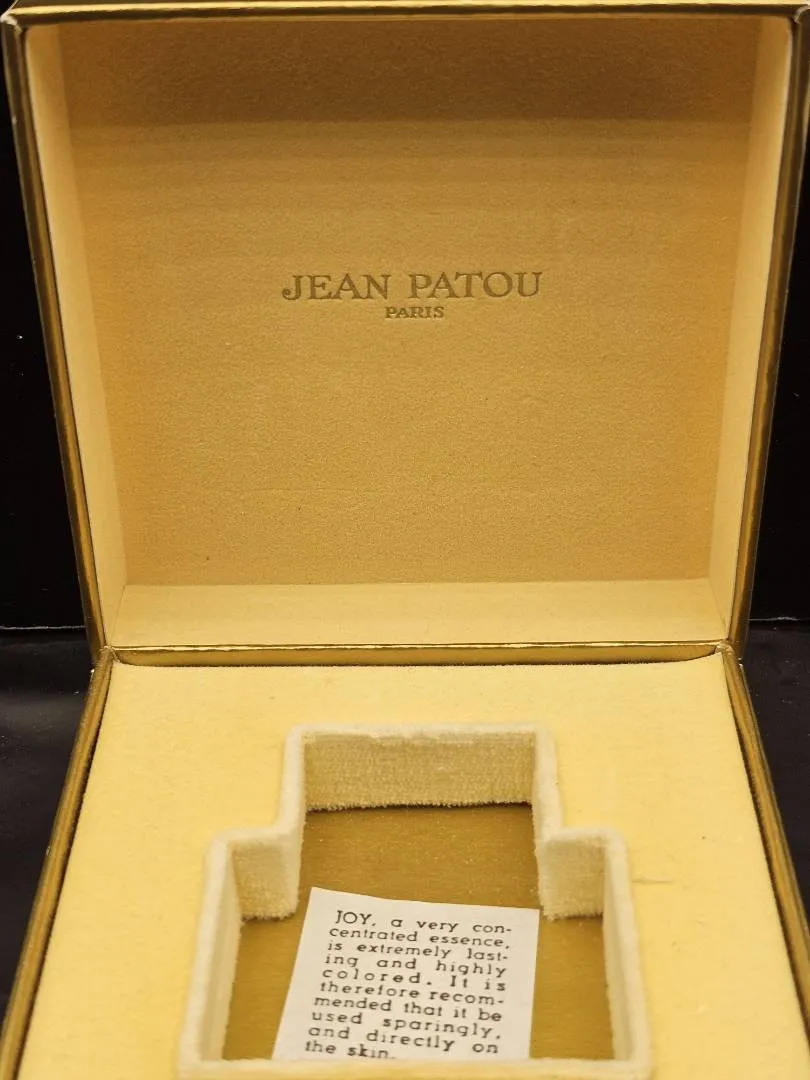 JEAN PATOU
PARIS
JOY, a very con-
centrated essence,
is extremely last-
ing and highly
colored. It is
therefore recom-
mended that it be
used sparingly,
and directly on
the skin.